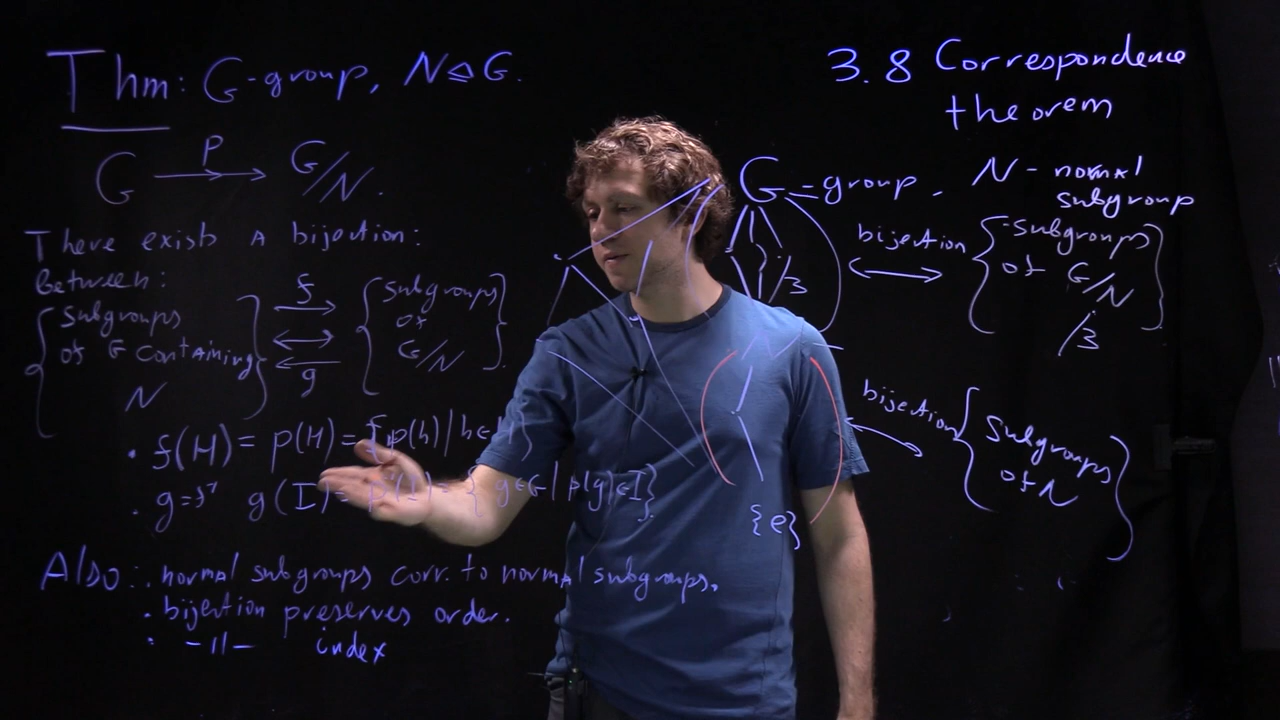 Thm: G-group, N⊴G.
G —P→ G/N.
There exist a bijection:
Between:
{Subgroups of G containing N} f → ↔ ← g {Subgroups of G/N}.
• f(H) = p(H) = {p(h)|h∈H}
• g=f⁻¹ g(I)= p⁻¹(I)= {g∈G | p(g)∈I}
Also: • normal subgroups corr. to normal subgroups.
• bijection preserves order.
: -||- index
3.8 Correspondence
theorem
G-group. N - normal
subgroup
bijection ↔ {-subgroups
of G/N}
{e}
bijection {Subgroups
of N}